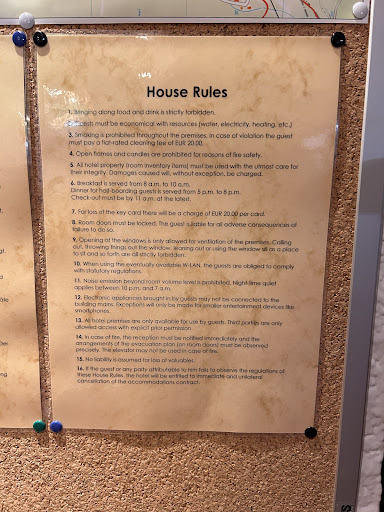 House Rules
1. Bringing along food and drink is strictly forbidden.
2. Guests must be economical with resources (water, electricity, heating, etc.)
3. Smoking is prohibited throughout the premises. In case of violation the guest
must pay a flat-rated cleaning fee of EUR 20.00.
4. Open flames and candles are prohibited for reasons of fire safety.
5. All hotel property (room inventory items) must be used with the utmost care for
their integrity. Damages caused will, without exception, be charged.
6. Breakfast is served from 8 a.m. to 10 a.m.
Dinner for half-boarding guests is served from 5 p.m. to 8 p.m.
Check-out must be by 11 a.m. at the latest.
7. For loss of the key card there will be a charge of EUR 20.00 per card.
8. Room doors must be locked. The guest is liable for all adverse consequences of
failure to do so.
9. Opening of the windows is only allowed for ventilation of the premises. Calling
out, throwing things out the window, leaning out or using the window sill as a place
to sit and so forth are all strictly forbidden.
10. When using the eventually available W-LAN, the guests are obliged to comply
with statutory regulations.
11. Noise emission beyond room volume level is prohibited. Night-time quiet
applies between 10 p.m. and 7 a.m.
12. Electronic appliances brought in by guests may not be connected to the
building mains. Exceptions will only be made for smaller entertainment devices like
smartphones.
13. All hotel premises are only available for use by guests. Third parties are only
allowed access with explicit prior permission.
14. In case of fire, the reception must be notified immediately and the
arrangements of the evacuation plan (on room doors) must be observed
precisely. The elevator may not be used in case of fire.
15. No liability is assumed for loss of valuables.
16. If the guest or any party attributable to him fails to observe the regulations of
these House Rules, the hotel will be entitled to immediate and unilateral
cancellation of the accommodations contract.